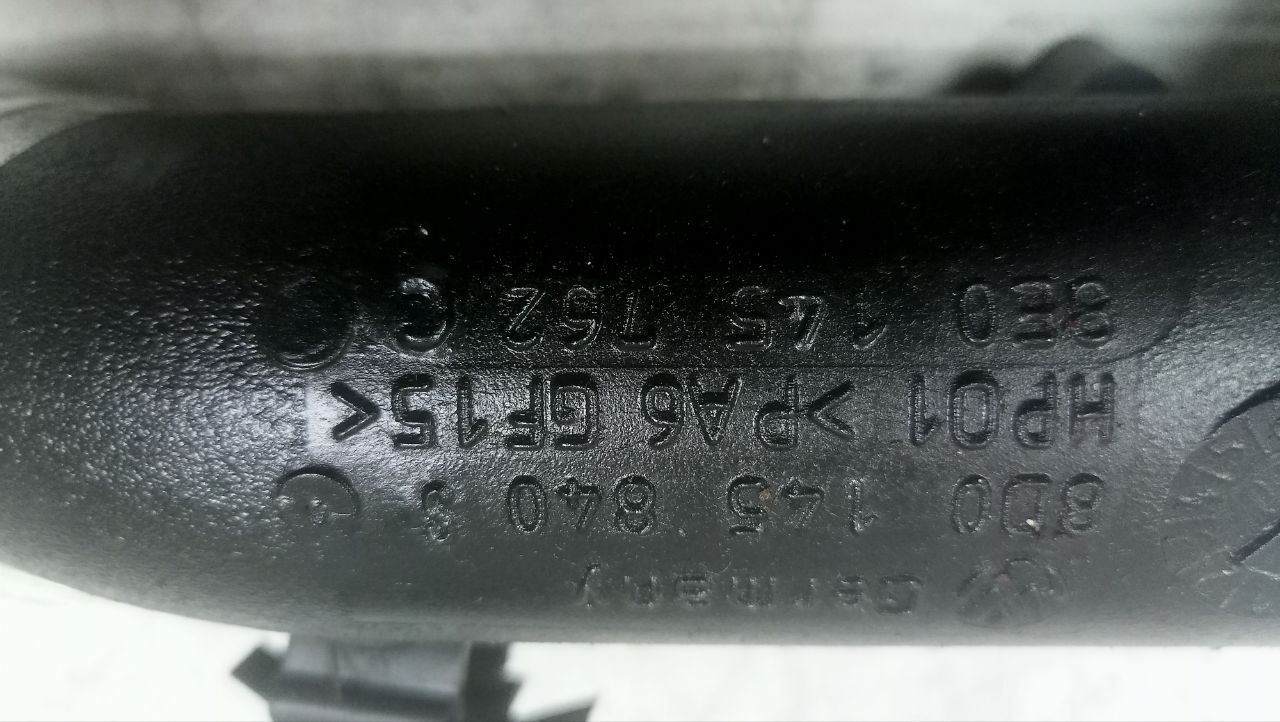 Germany
8D0 145 840
HP01 >PA6 GF15<
8E0 145 762